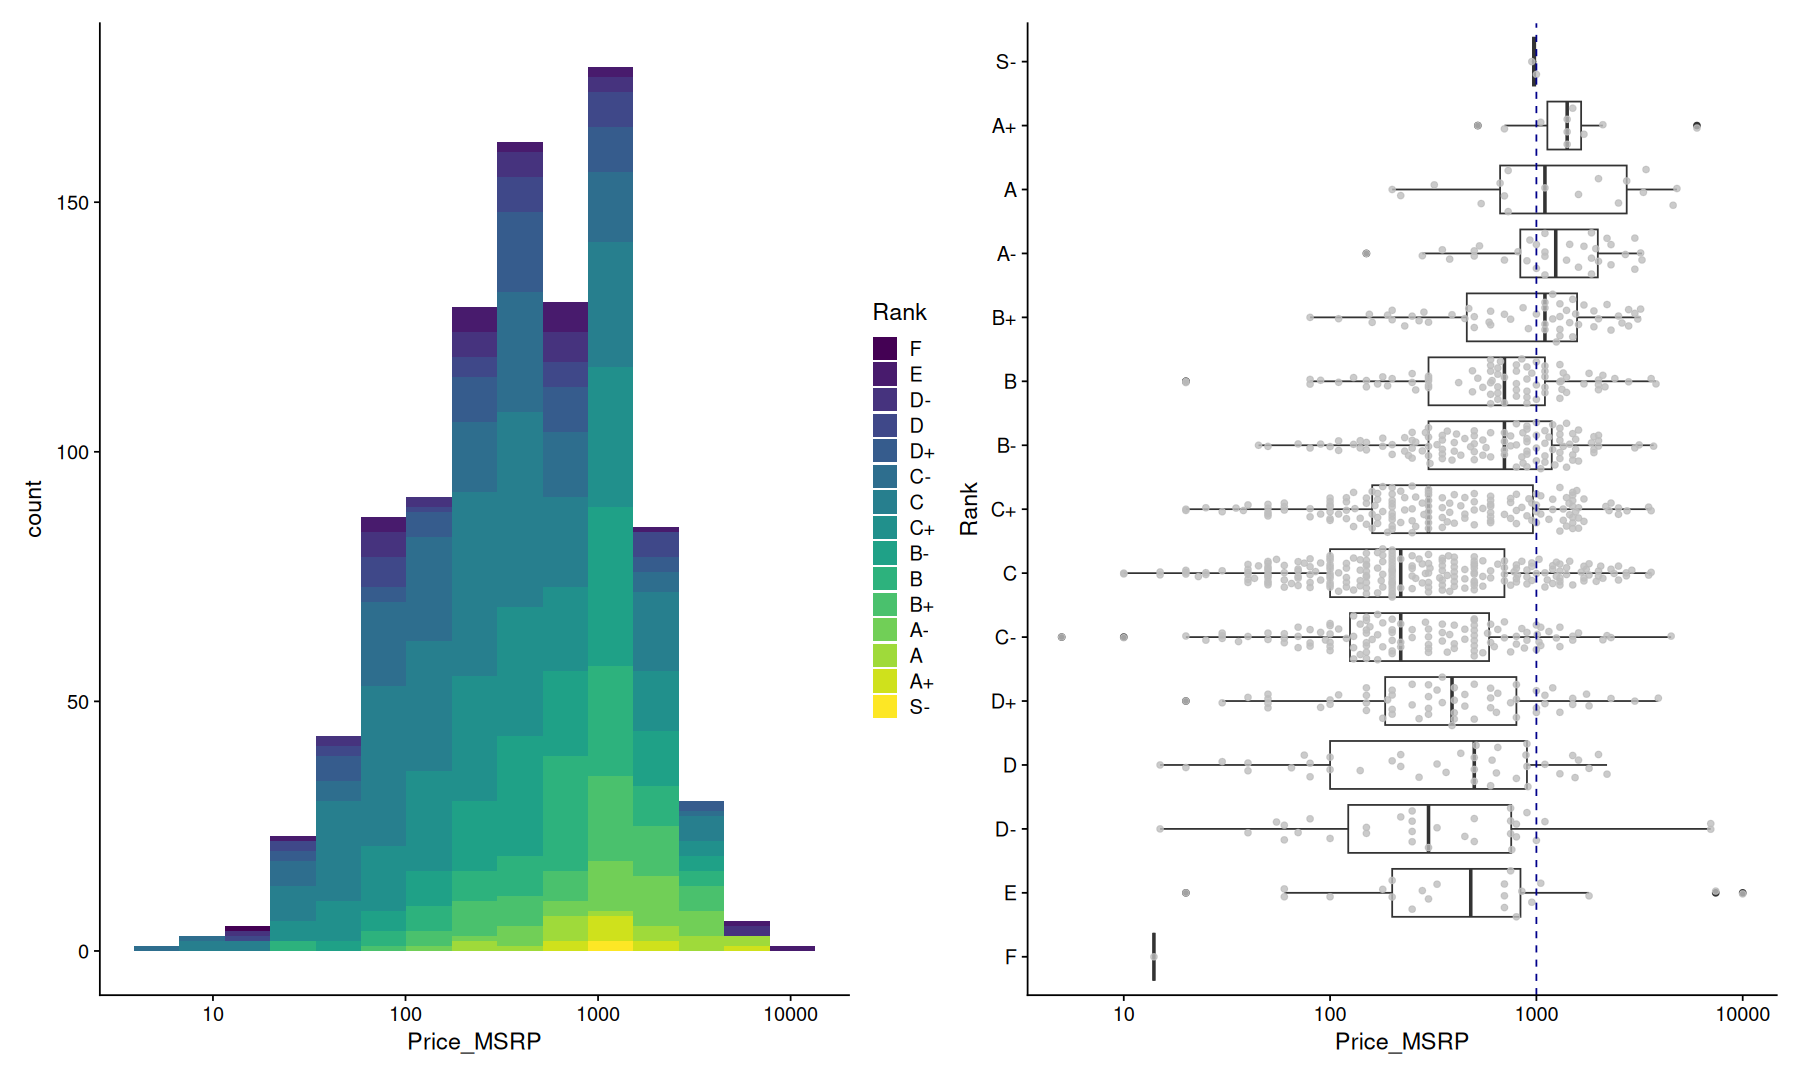 count
150
100
50
0
10
100
1000
10000
Price_MSRP
Rank
F
E
D-
D
D+
C-
C
C+
B-
B
B+
A-
A
A+
S-
Rank
S-
A+
A
A-
B+
B
B-
C+
C
C-
D+
D
D-
E
F
10
100
1000
10000
Price_MSRP